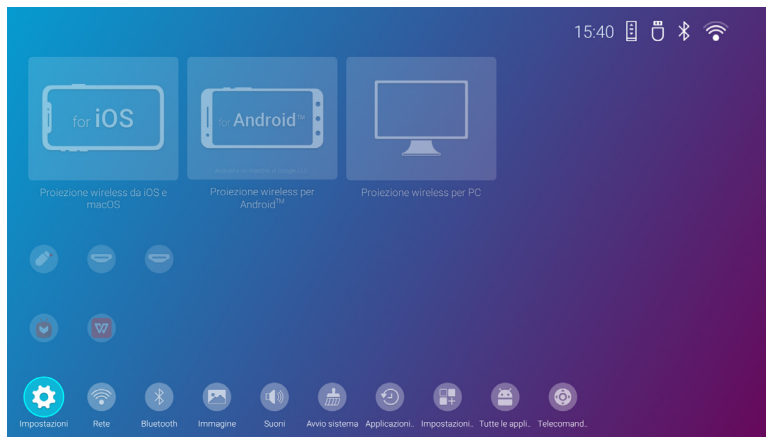 15:40
for iOS
for Android™
Proiezione wireless da iOS e
macOS
Proiezione wireless per
Android™
Proiezione wireless per PC
Impostazioni
Rete
Bluetooth
Immagine
Suoni
Avvio sistema
Applicazioni..
Impostazioni..
Tutte le appli..
Telecomand..